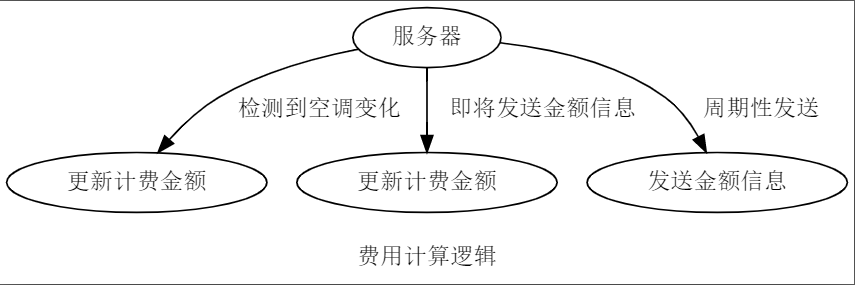 服务器
检测到空调变化
即将发送金额信息
周期性发送
更新计费金额
更新计费金额
发送金额信息
费用计算逻辑